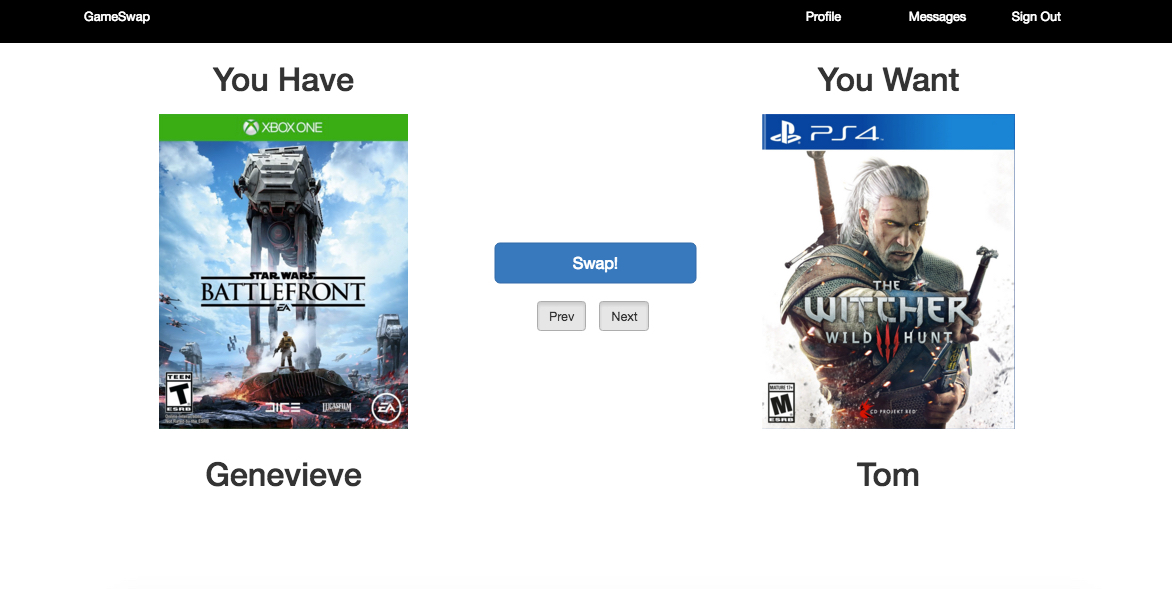 GameSwap
Profile Messages Sign Out
You Have
You Want
XBOX ONE
STAR WARS
BATTLEFRONT
EA
TEEN
T
ESRB
DICE
LUCASFILM
EA
Swap!
Prev Next
PS4
THE
WITCHER
WILD HUNT
MATURE 17+
M
ESRB
CD PROJEKT RED
Genevieve
Tom